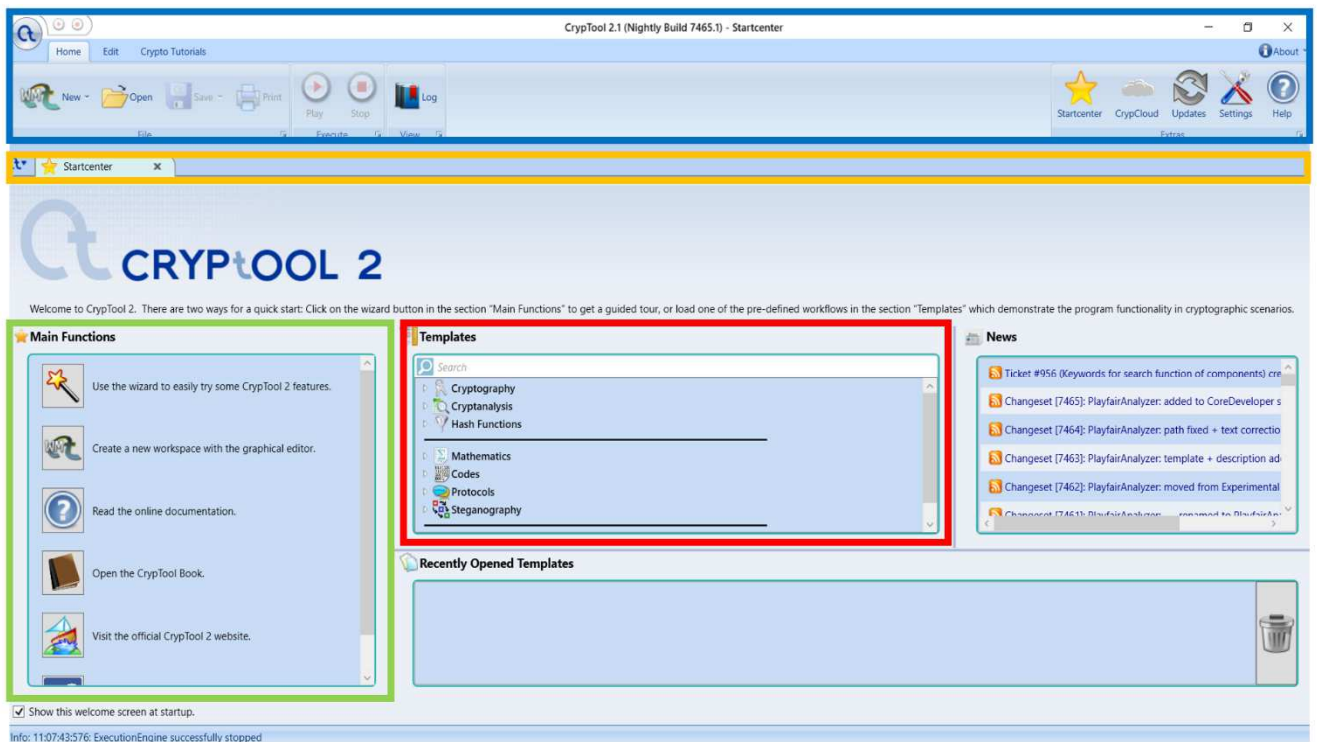 CrypTool 2.1 (Nightly Build 7465.1) - Startcenter
Home Edit Crypto Tutorials
About
New Open Save Print Play Stop Log
Startcenter CrypCloud Updates Settings Help
File Execute View Extras
Startcenter
CRYPtOOL 2
Welcome to CrypTool 2. There are two ways for a quick start: Click on the wizard button in the section "Main Functions" to get a guided tour, or load one of the pre-defined workflows in the section "Templates" which demonstrate the program functionality in cryptographic scenarios.
Main Functions
Use the wizard to easily try some CrypTool 2 features.
Create a new workspace with the graphical editor.
Read the online documentation.
Open the CrypTool Book.
Visit the official CrypTool 2 website.
Templates
Search
Cryptography
Cryptanalysis
Hash Functions
Mathematics
Codes
Protocols
Steganography
News
Ticket #956 (Keywords for search function of components) cre
Changeset [7465]: PlayfairAnalyzer: added to CoreDeveloper s
Changeset [7464]: PlayfairAnalyzer: path fixed + text correctio
Changeset [7463]: PlayfairAnalyzer: template + description ad
Changeset [7462]: PlayfairAnalyzer: moved from Experimental
Changeset [7461]: PlayfairAnalyzer:
Recently Opened Templates
Show this welcome screen at startup.
Info: 11:07:43:576: ExecutionEngine successfully stopped